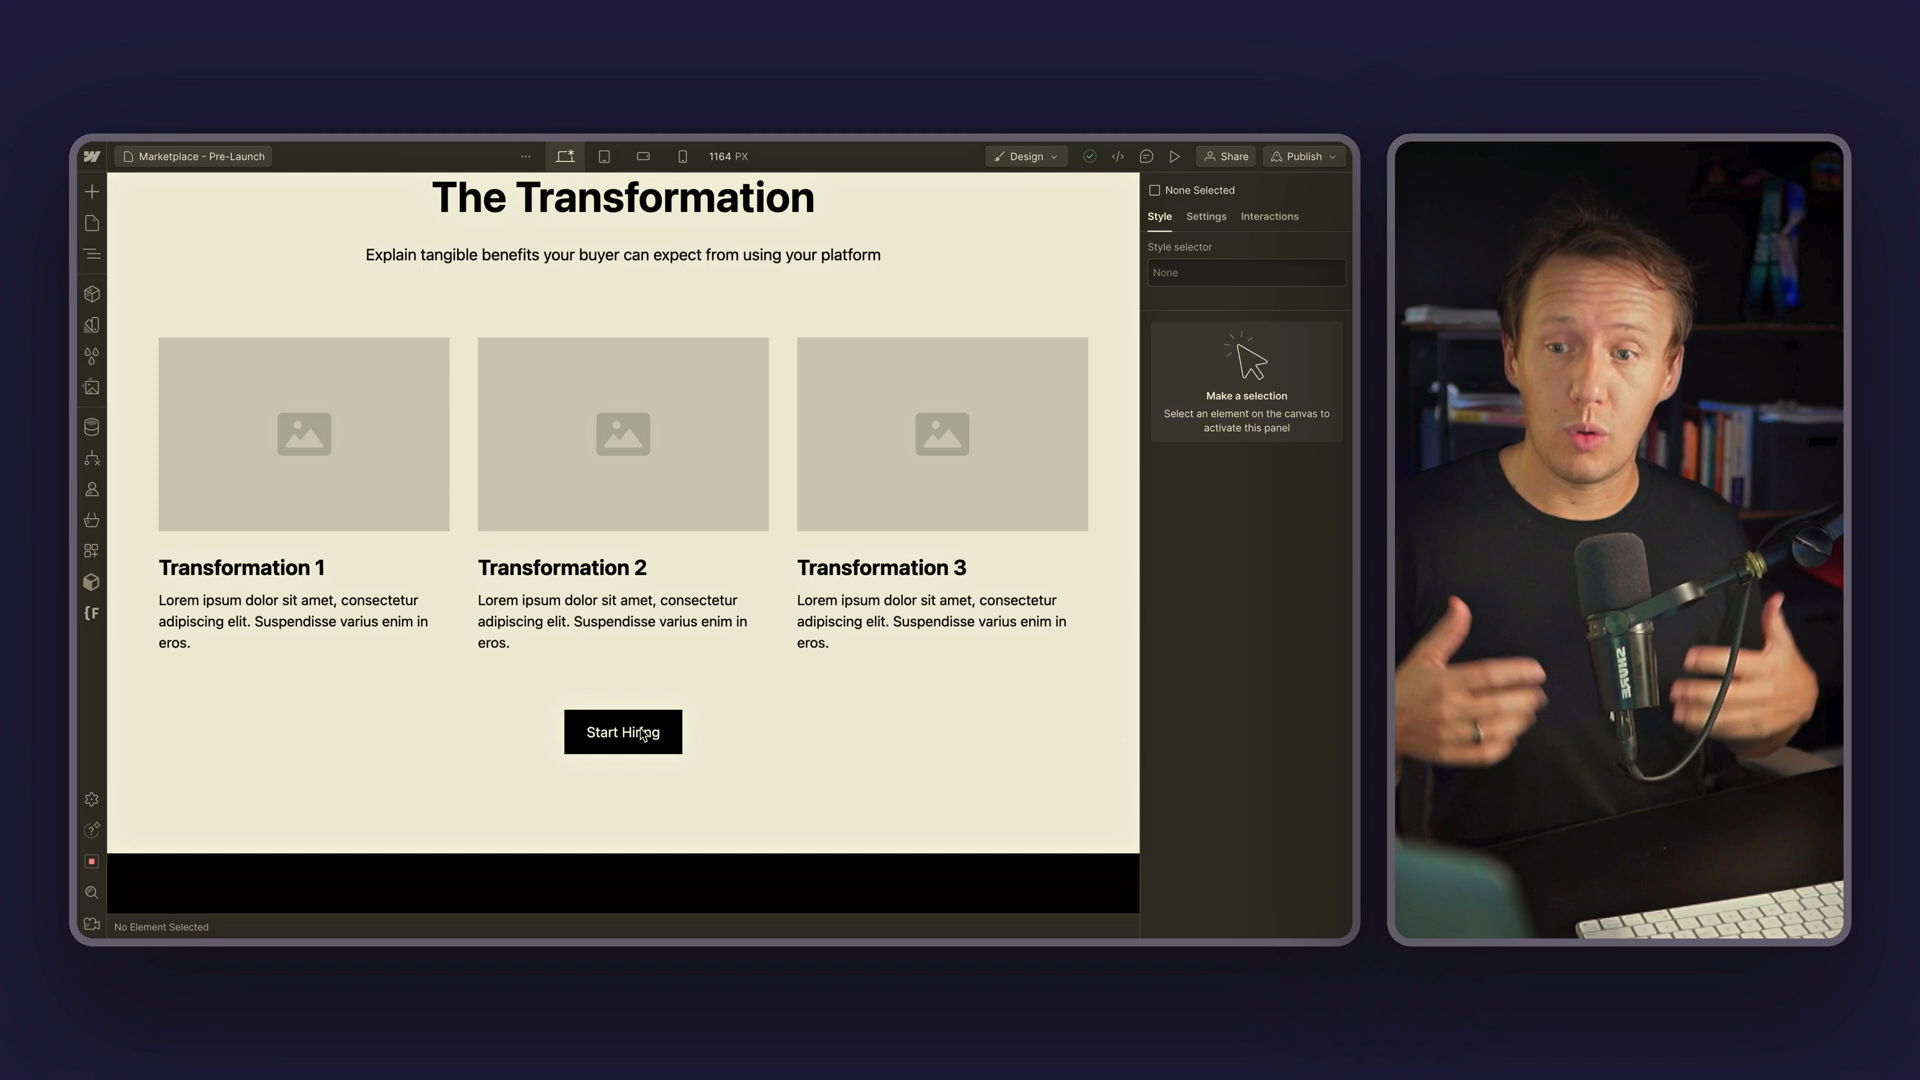 Marketplace - Pre-Launch
1164 PX
Design
Share
Publish
The Transformation
Explain tangible benefits your buyer can expect from using your platform
Transformation 1
Lorem ipsum dolor sit amet, consectetur
adipiscing elit. Suspendisse varius enim in
eros.
Transformation 2
Lorem ipsum dolor sit amet, consectetur
adipiscing elit. Suspendisse varius enim in
eros.
Transformation 3
Lorem ipsum dolor sit amet, consectetur
adipiscing elit. Suspendisse varius enim in
eros.
Start Hiring
None Selected
Style Settings Interactions
Style selector
None
Make a selection
Select an element on the canvas to
activate this panel
{F
No Element Selected
SHURE